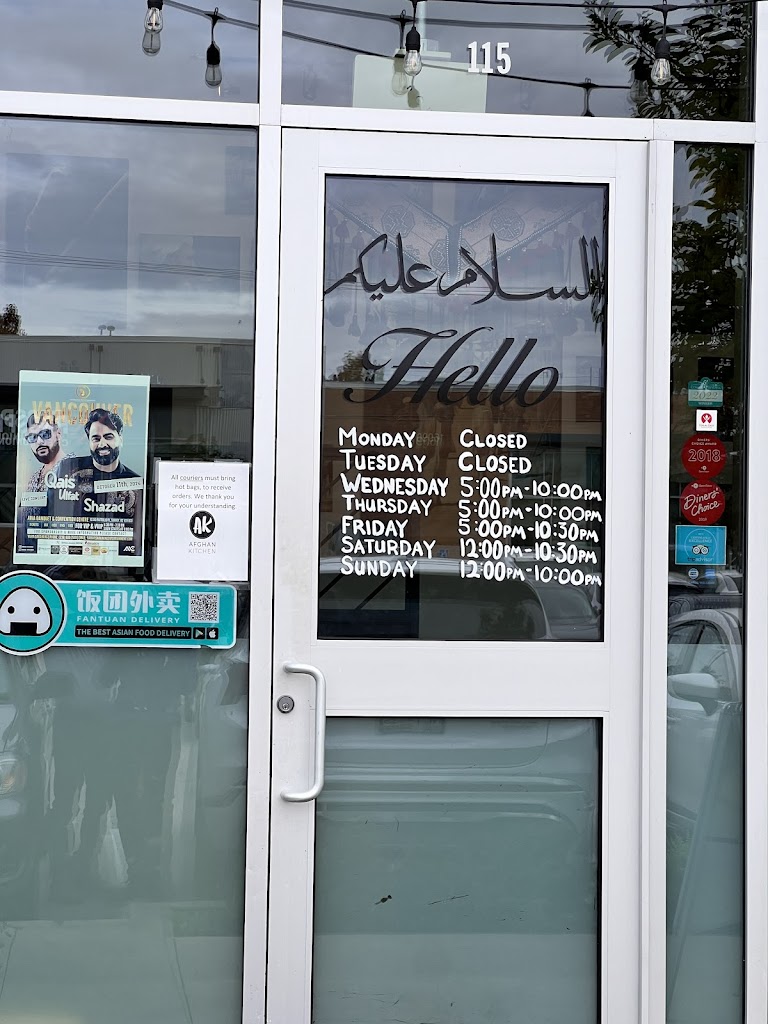 115
السلام عليكم
Hello
MONDAY CLOSED
TUESDAY CLOSED
WEDNESDAY 5:00PM-10:00PM
THURSDAY 5:00PM-10:00PM
FRIDAY 5:00PM-10:30PM
SATURDAY 12:00PM-10:30PM
SUNDAY 12:00PM-10:00PM
VANCOUVER
Qais
Ulfat
Shazad
LIVE CONCERT
All couriers must bring
hot bags, to receive
orders. We thank you
for your understanding
AK
AFGHAN
KITCHEN
饭团外卖
FANTUAN DELIVERY
THE BEST ASIAN FOOD DELIVERY
2022
2018
Diners'
Choice